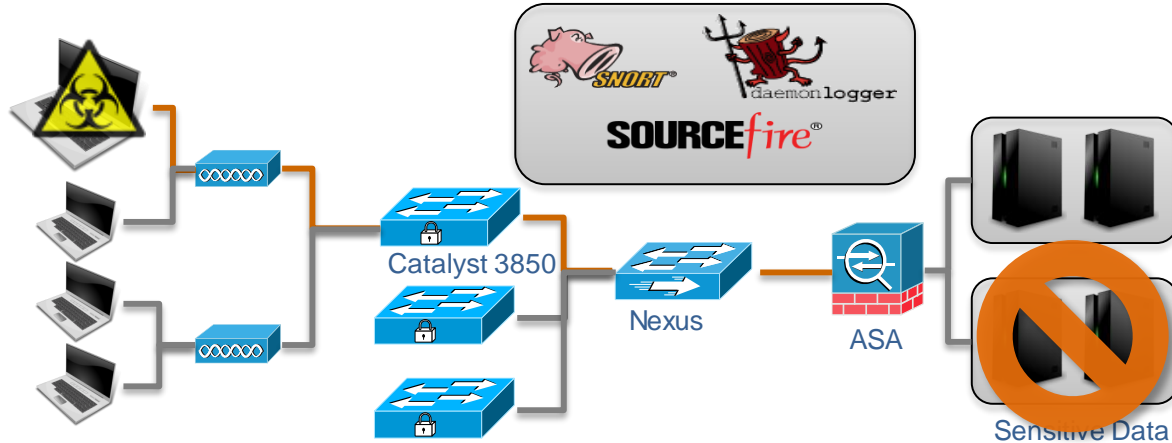 SNORT®
daemonlogger
SOURCEfire®
Catalyst 3850
Nexus
ASA
Sensitive Data